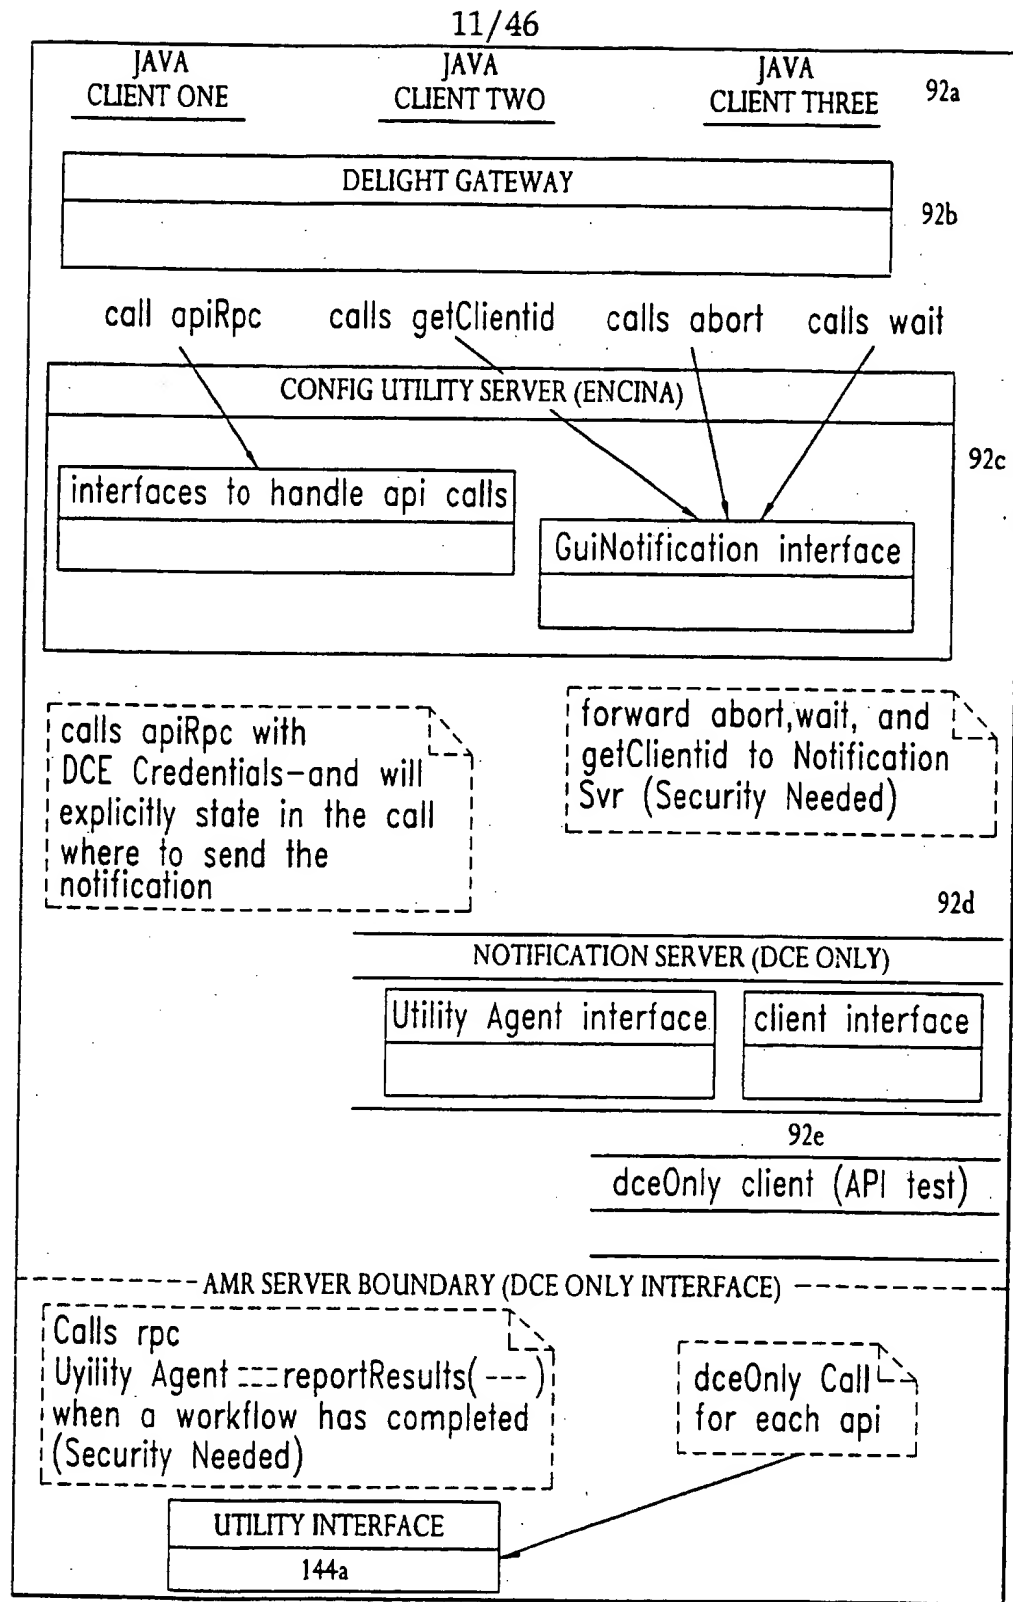 11/46
JAVA
CLIENT ONE
JAVA
CLIENT TWO
JAVA
CLIENT THREE
92a
DELIGHT GATEWAY
92b
call apiRpc
calls getClientid
calls abort
calls wait
CONFIG UTILITY SERVER (ENCINA)
92c
interfaces to handle api calls
GuiNotification interface
calls apiRpc with
DCE Credentials-and will
explicitly state in the call
where to send the
notification
forward abort,wait, and
getClientid to Notification
Svr (Security Needed)
92d
NOTIFICATION SERVER (DCE ONLY)
Utility Agent interface
client interface
92e
dceOnly client (API test)
AMR SERVER BOUNDARY (DCE ONLY INTERFACE)
Calls rpc
Uyility Agent :::reportResults( --- )
when a workflow has completed
(Security Needed)
dceOnly Call
for each api
UTILITY INTERFACE
144a